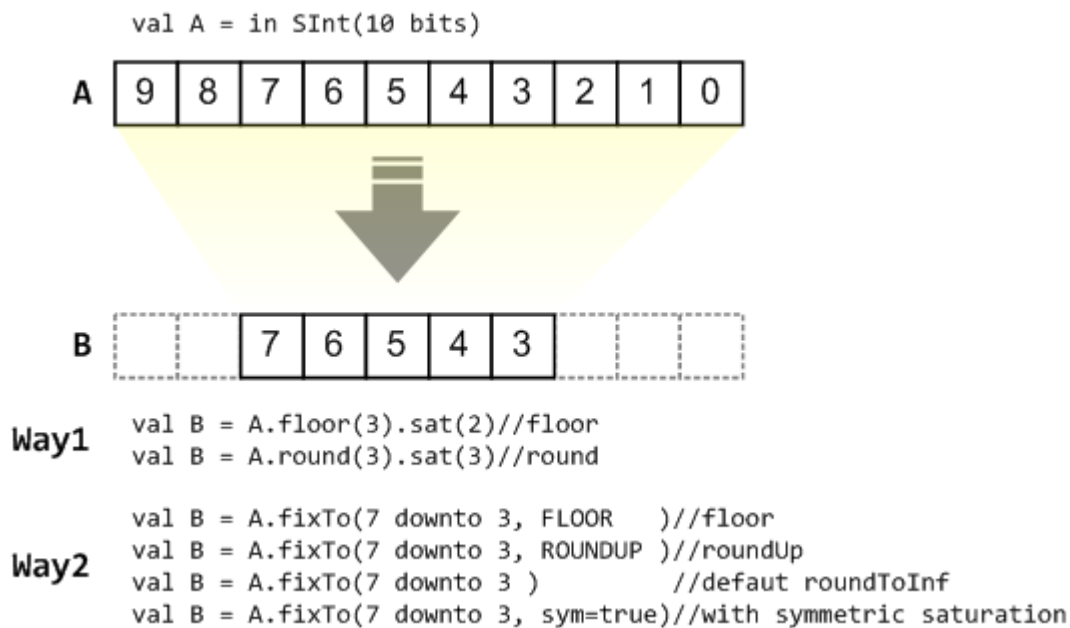 val A = in SInt(10 bits)
A 9 8 7 6 5 4 3 2 1 0
B 7 6 5 4 3
Way1
val B = A.floor(3).sat(2)//floor
val B = A.round(3).sat(3)//round
Way2
val B = A.fixTo(7 downto 3, FLOOR   )//floor
val B = A.fixTo(7 downto 3, ROUNDUP )//roundUp
val B = A.fixTo(7 downto 3 )         //defaut roundToInf
val B = A.fixTo(7 downto 3, sym=true)//with symmetric saturation